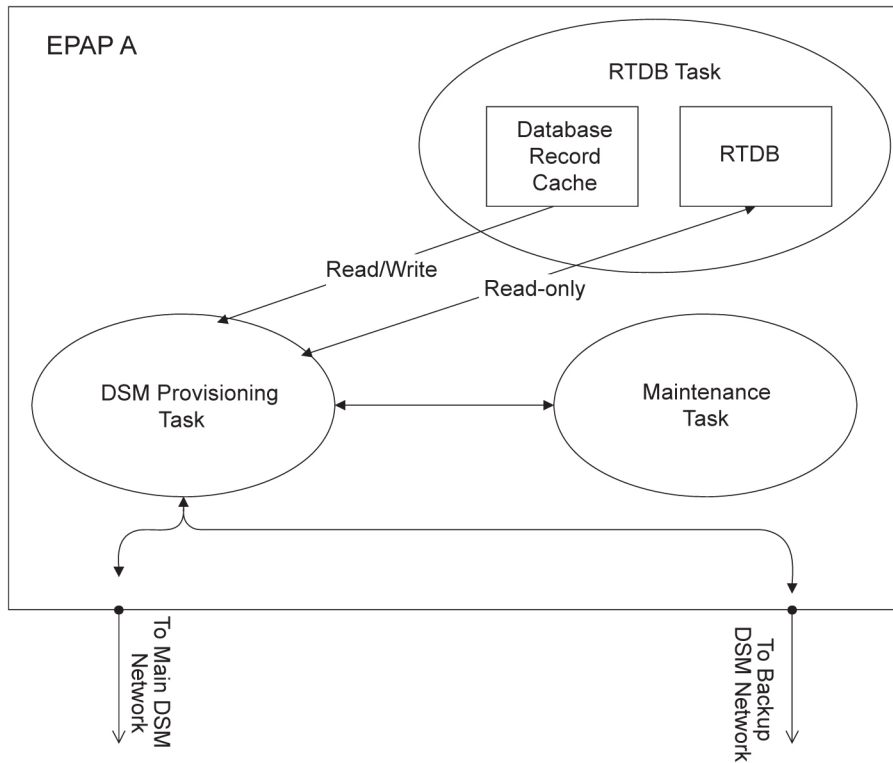 EPAP A
RTDB Task
Database
Record
Cache
RTDB
Read/Write
Read-only
DSM Provisioning
Task
Maintenance
Task
To Main DSM
Network
To Backup
DSM Network